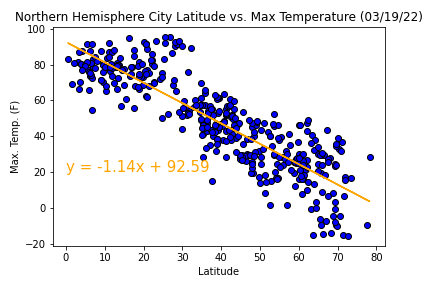 Northern Hemisphere City Latitude vs. Max Temperature (03/19/22)
100
80
60
40
20
0
−20
Max. Temp. (F)
y = -1.14x + 92.59
0 10 20 30 40 50 60 70 80
Latitude